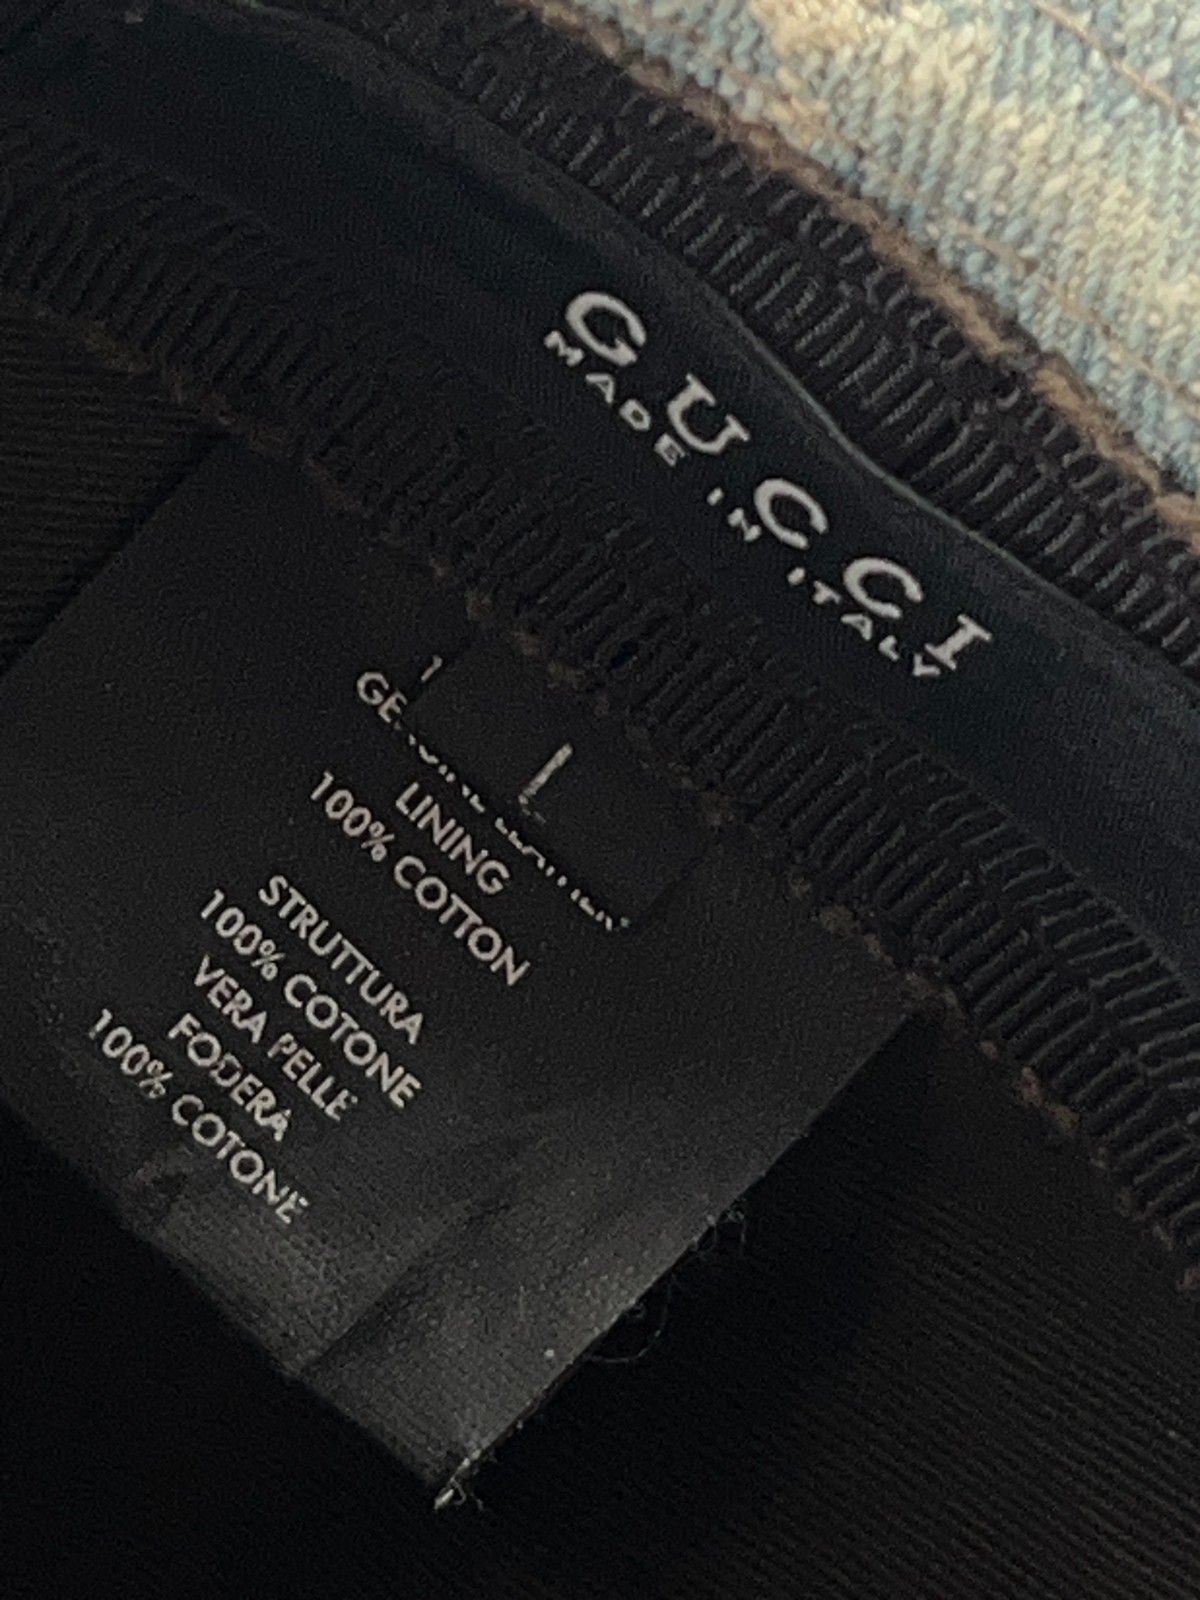 GUCCI
MADE IN ITALY
L
LINING
100% COTTON
STRUTTURA
100% COTONE
VERA PELLE
FODERA
100% COTONE